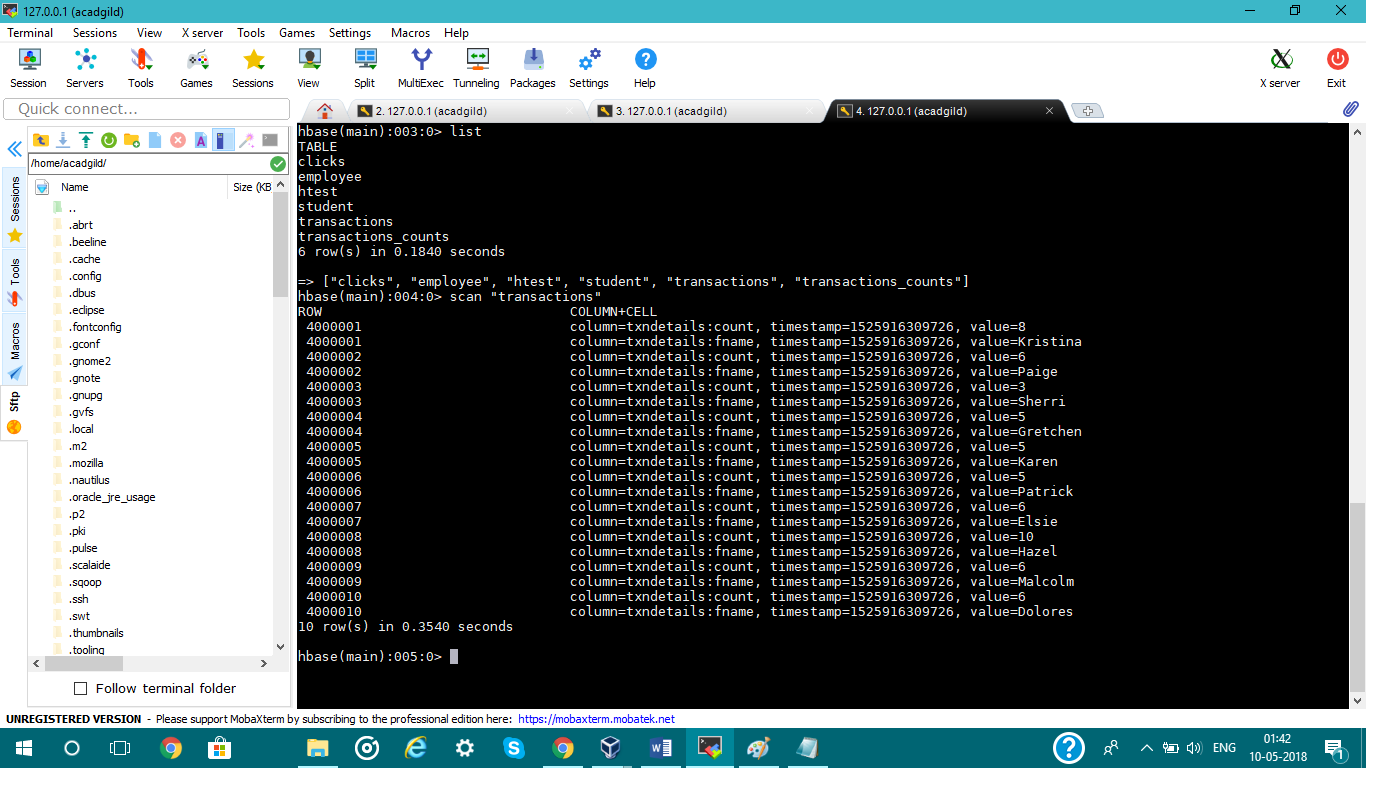 127.0.0.1 (acadgild)
Terminal Sessions View X server Tools Games Settings Macros Help
Session Servers Tools Games Sessions View Split MultiExec Tunneling Packages Settings Help X server Exit
Quick connect...
2. 127.0.0.1 (acadgild)
3. 127.0.0.1 (acadgild)
4. 127.0.0.1 (acadgild)
/home/acadgild/
Name Size (KB
Sessions
Tools
Macros
Sftp
..
.abrt
.beeline
.cache
.config
.dbus
.eclipse
.fontconfig
.gconf
.gnome2
.gnote
.gnupg
.gvfs
.local
.m2
.mozilla
.nautilus
.oracle_jre_usage
.p2
.pki
.pulse
.scalaide
.sqoop
.ssh
.swt
.thumbnails
.tooling
Follow terminal folder
hbase(main):003:0> list
TABLE
clicks
employee
htest
student
transactions
transactions_counts
6 row(s) in 0.1840 seconds
=> ["clicks", "employee", "htest", "student", "transactions", "transactions_counts"]
hbase(main):004:0> scan "transactions"
ROW COLUMN+CELL
4000001 column=txndetails:count, timestamp=1525916309726, value=8
4000001 column=txndetails:fname, timestamp=1525916309726, value=Kristina
4000002 column=txndetails:count, timestamp=1525916309726, value=6
4000002 column=txndetails:fname, timestamp=1525916309726, value=Paige
4000003 column=txndetails:count, timestamp=1525916309726, value=3
4000003 column=txndetails:fname, timestamp=1525916309726, value=Sherri
4000004 column=txndetails:count, timestamp=1525916309726, value=5
4000004 column=txndetails:fname, timestamp=1525916309726, value=Gretchen
4000005 column=txndetails:count, timestamp=1525916309726, value=5
4000005 column=txndetails:fname, timestamp=1525916309726, value=Karen
4000006 column=txndetails:count, timestamp=1525916309726, value=5
4000006 column=txndetails:fname, timestamp=1525916309726, value=Patrick
4000007 column=txndetails:count, timestamp=1525916309726, value=6
4000007 column=txndetails:fname, timestamp=1525916309726, value=Elsie
4000008 column=txndetails:count, timestamp=1525916309726, value=10
4000008 column=txndetails:fname, timestamp=1525916309726, value=Hazel
4000009 column=txndetails:count, timestamp=1525916309726, value=6
4000009 column=txndetails:fname, timestamp=1525916309726, value=Malcolm
4000010 column=txndetails:count, timestamp=1525916309726, value=6
4000010 column=txndetails:fname, timestamp=1525916309726, value=Dolores
10 row(s) in 0.3540 seconds
hbase(main):005:0>
UNREGISTERED VERSION - Please support MobaXterm by subscribing to the professional edition here: https://mobaxterm.mobatek.net
ENG
01:42
10-05-2018
1